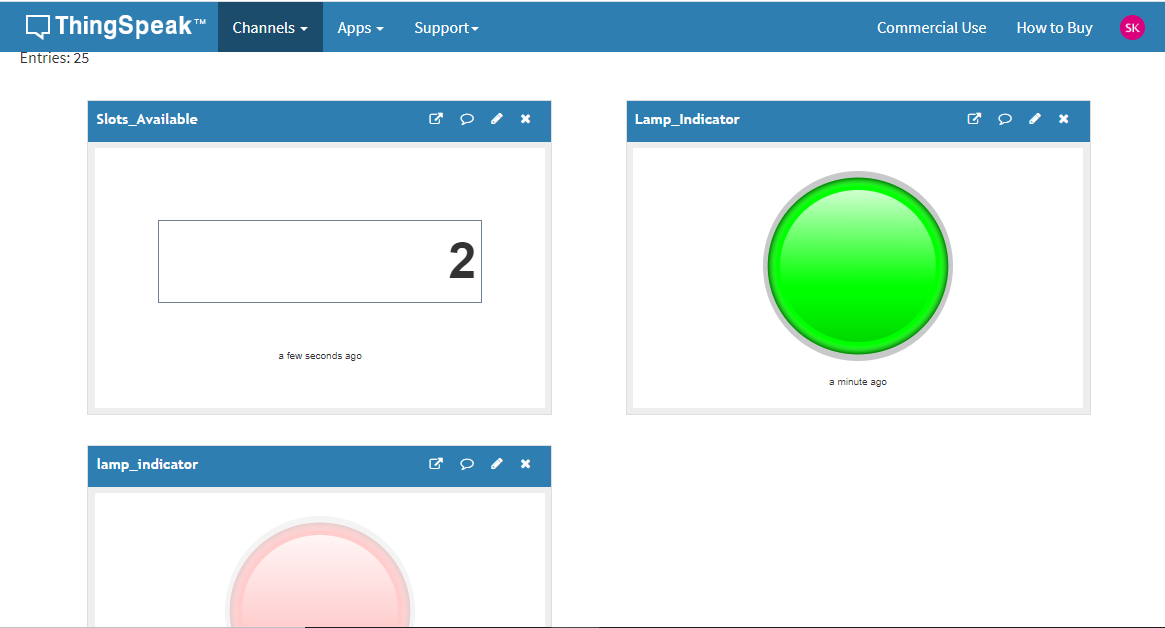 ThingSpeak™ Channels Apps Support Commercial Use How to Buy SK
Entries: 25
Slots_Available
2
a few seconds ago
Lamp_Indicator
a minute ago
lamp_indicator